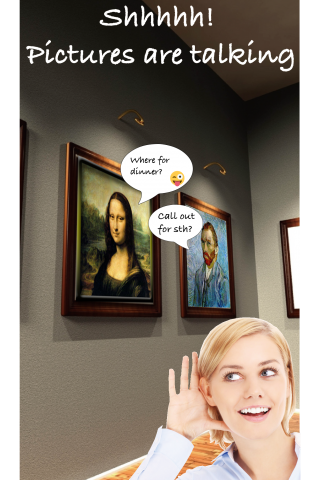 Shhhhh!
Pictures are talking
Where for
dinner?
Call out
for sth?